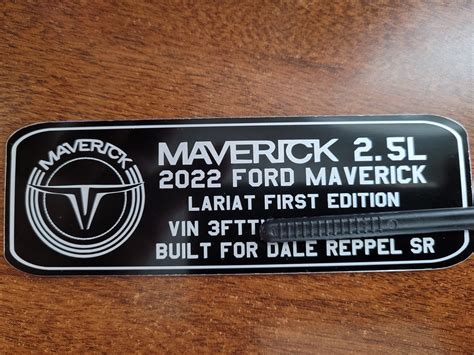 MAVERICK
MAVERICK 2.5L
2022 FORD MAVERICK
LARIAT FIRST EDITION
VIN 3FTT
BUILT FOR DALE REPPEL SR